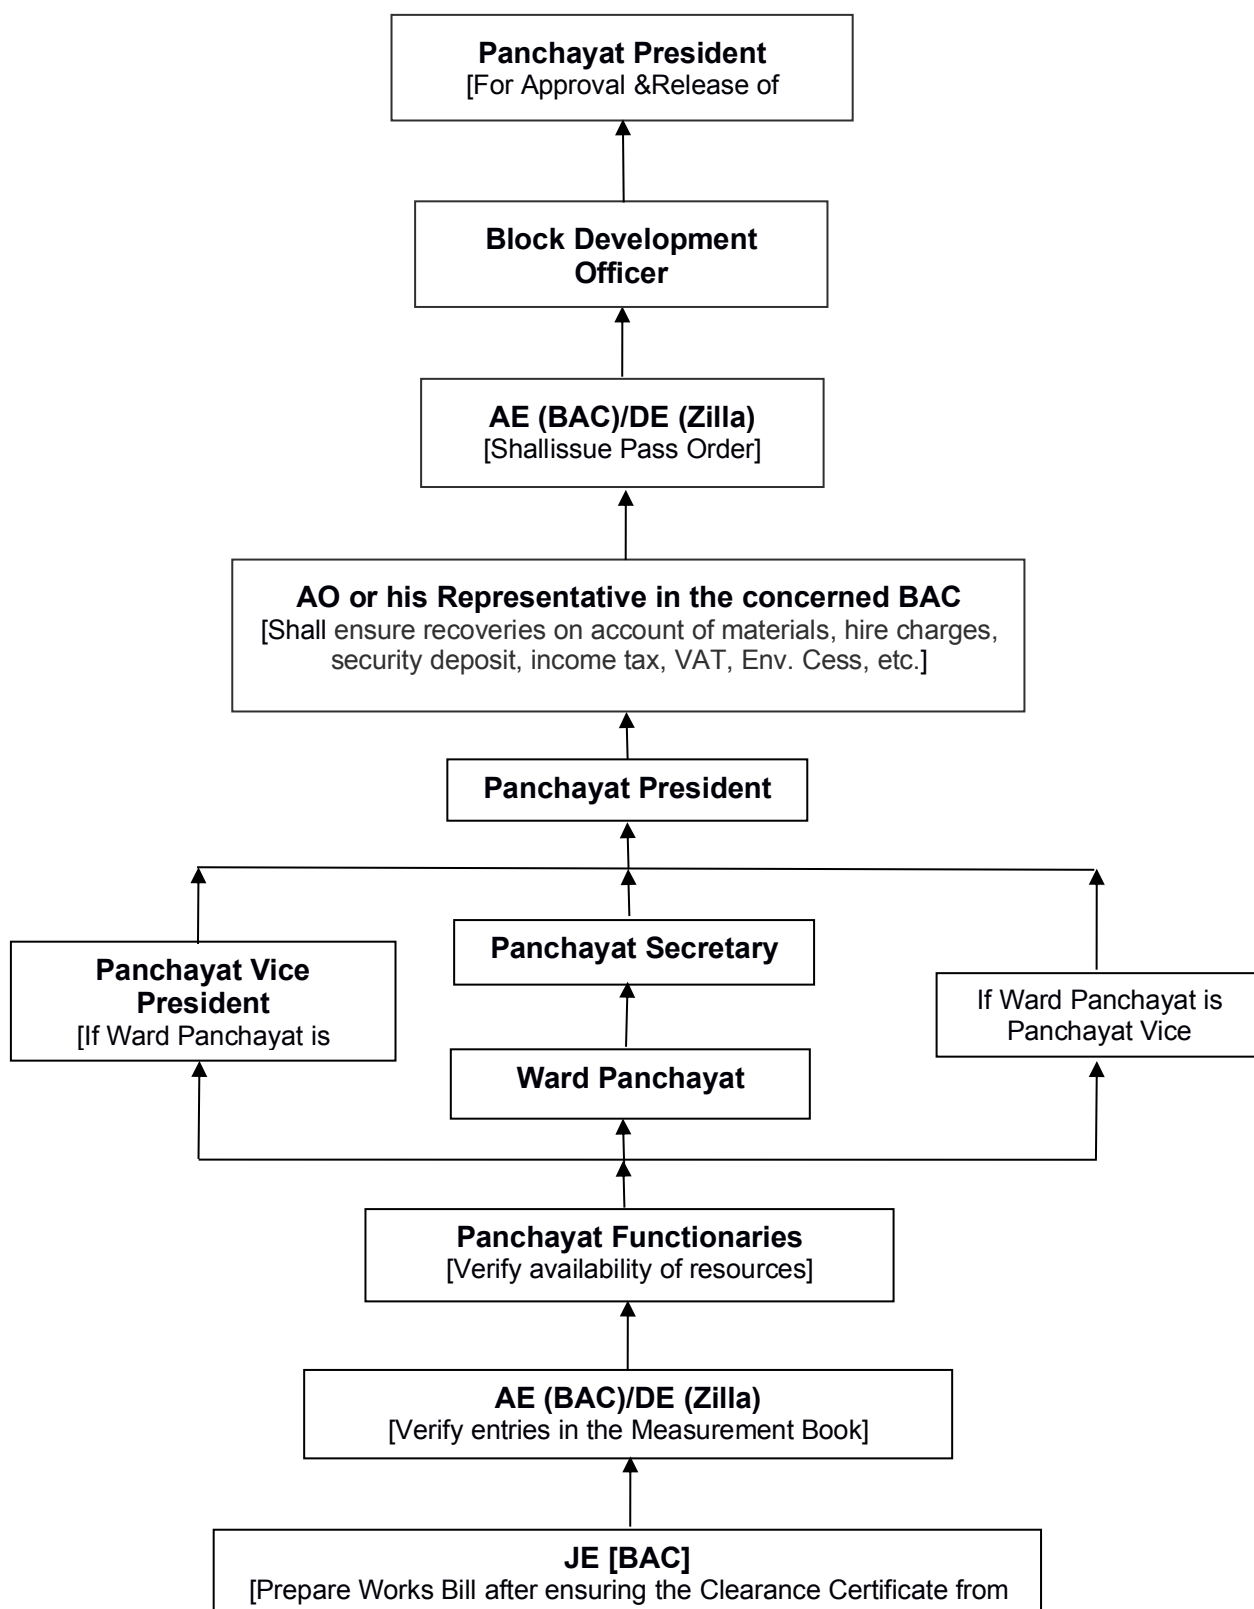 Panchayat President
[For Approval &Release of
Block Development
Officer
AE (BAC)/DE (Zilla)
[Shallissue Pass Order]
AO or his Representative in the concerned BAC
[Shall ensure recoveries on account of materials, hire charges,
security deposit, income tax, VAT, Env. Cess, etc.]
Panchayat President
Panchayat Vice
President
[If Ward Panchayat is
Panchayat Secretary
If Ward Panchayat is
Panchayat Vice
Ward Panchayat
Panchayat Functionaries
[Verify availability of resources]
AE (BAC)/DE (Zilla)
[Verify entries in the Measurement Book]
JE [BAC]
[Prepare Works Bill after ensuring the Clearance Certificate from